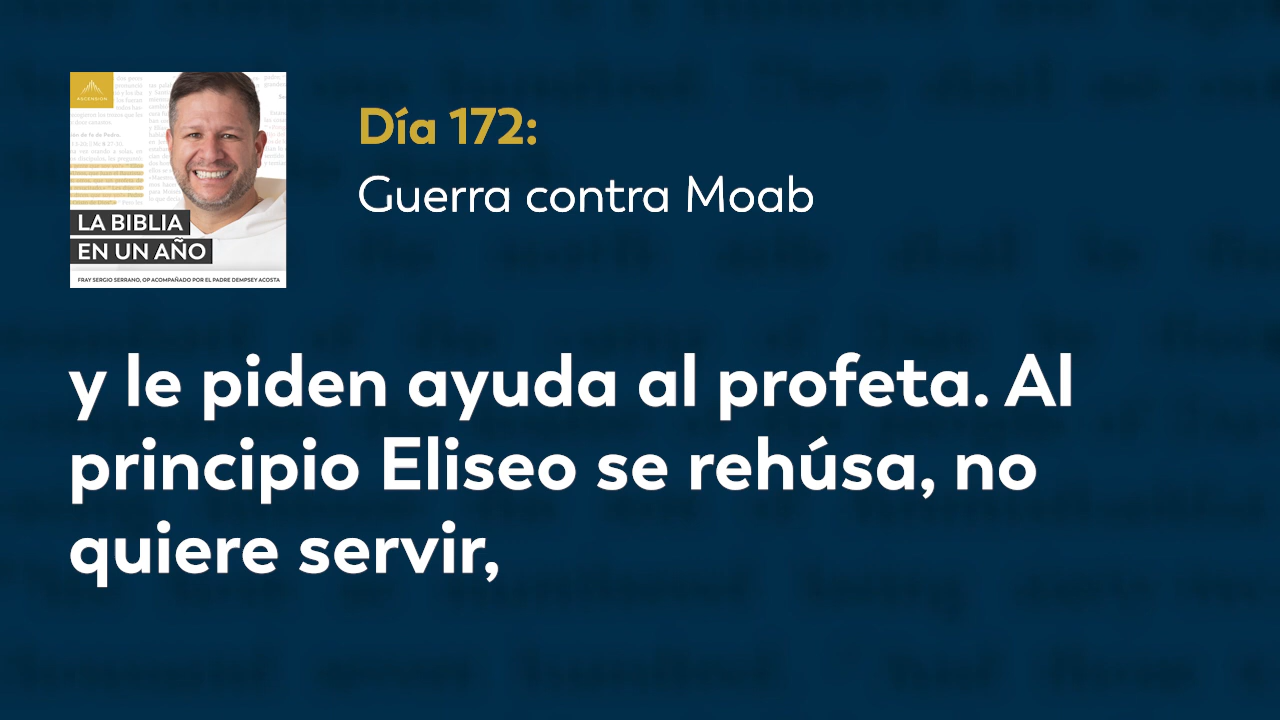 ASCENSION
LA BIBLIA
EN UN AÑO
FRAY SERGIO SERRANO, OP ACOMPAÑADO POR EL PADRE DEMPSEY ACOSTA
Día 172:
Guerra contra Moab
y le piden ayuda al profeta. Al
principio Eliseo se rehúsa, no
quiere servir,